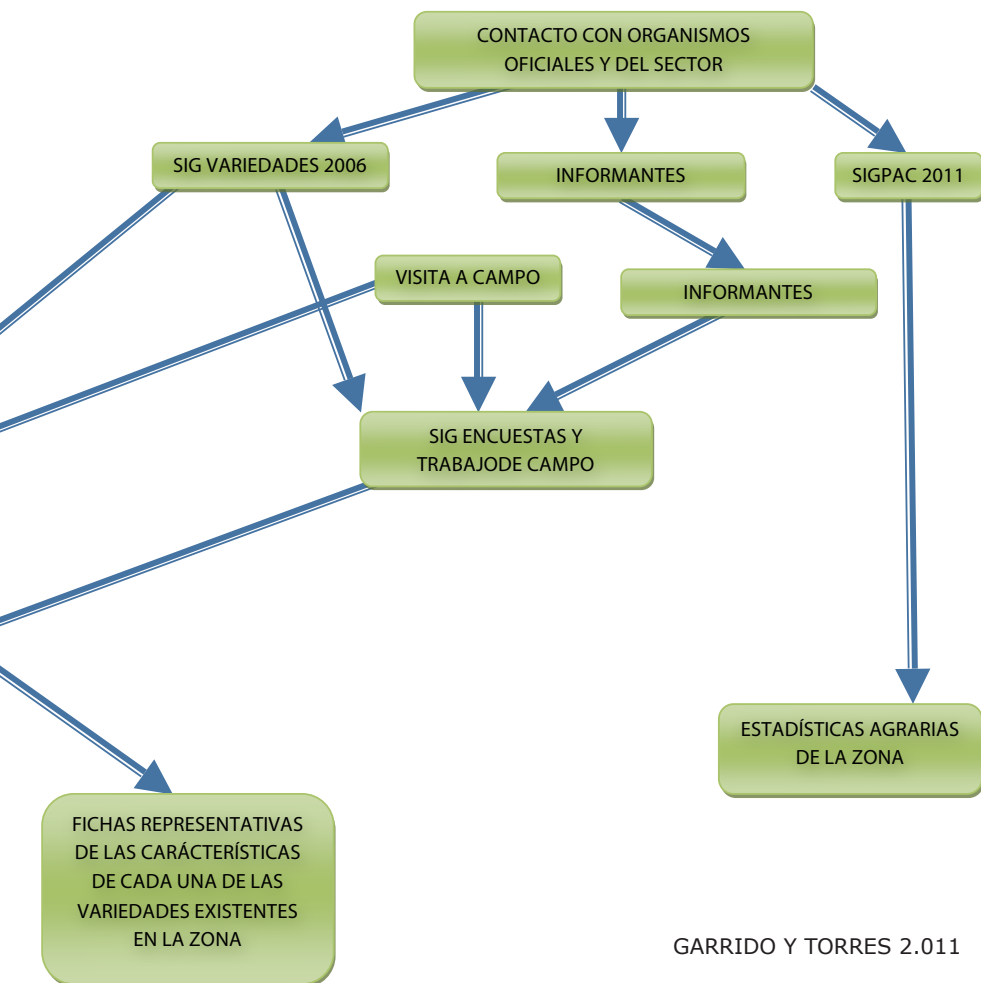 CONTACTO CON ORGANISMOS
OFICIALES Y DEL SECTOR
SIG VARIEDADES 2006
INFORMANTES
SIGPAC 2011
VISITA A CAMPO
INFORMANTES
SIG ENCUESTAS Y
TRABAJODE CAMPO
ESTADÍSTICAS AGRARIAS
DE LA ZONA
FICHAS REPRESENTATIVAS
DE LAS CARÁCTERÍSTICAS
DE CADA UNA DE LAS
VARIEDADES EXISTENTES
EN LA ZONA
GARRIDO Y TORRES 2.011